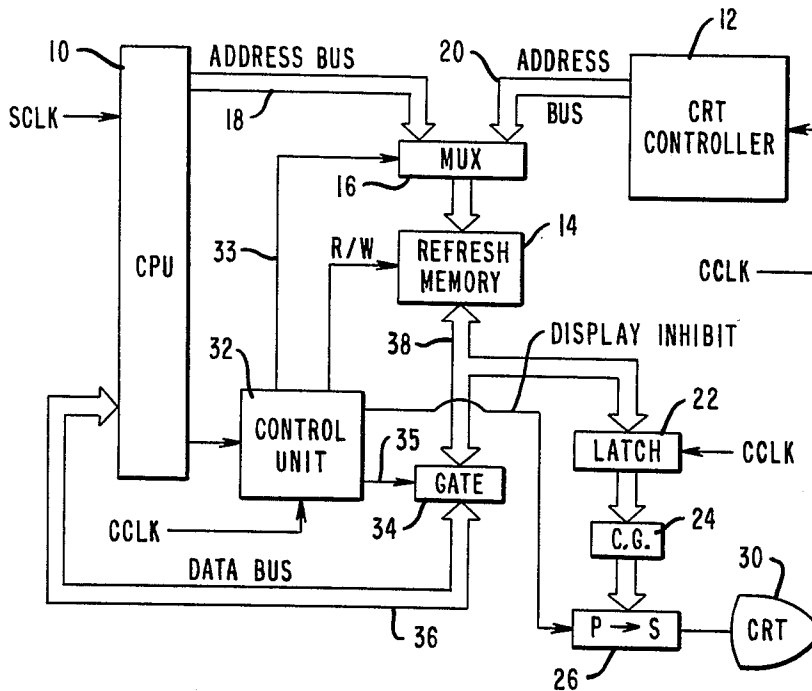 10
ADDRESS BUS
20
ADDRESS
12
SCLK
18
BUS
CRT
CONTROLLER
MUX
16
14
33
R/W
REFRESH
MEMORY
CCLK
CPU
38
DISPLAY INHIBIT
32
22
CONTROL
UNIT
35
LATCH
CCLK
GATE
34
24
CCLK
C.G.
DATA BUS
30
36
P → S
CRT
26